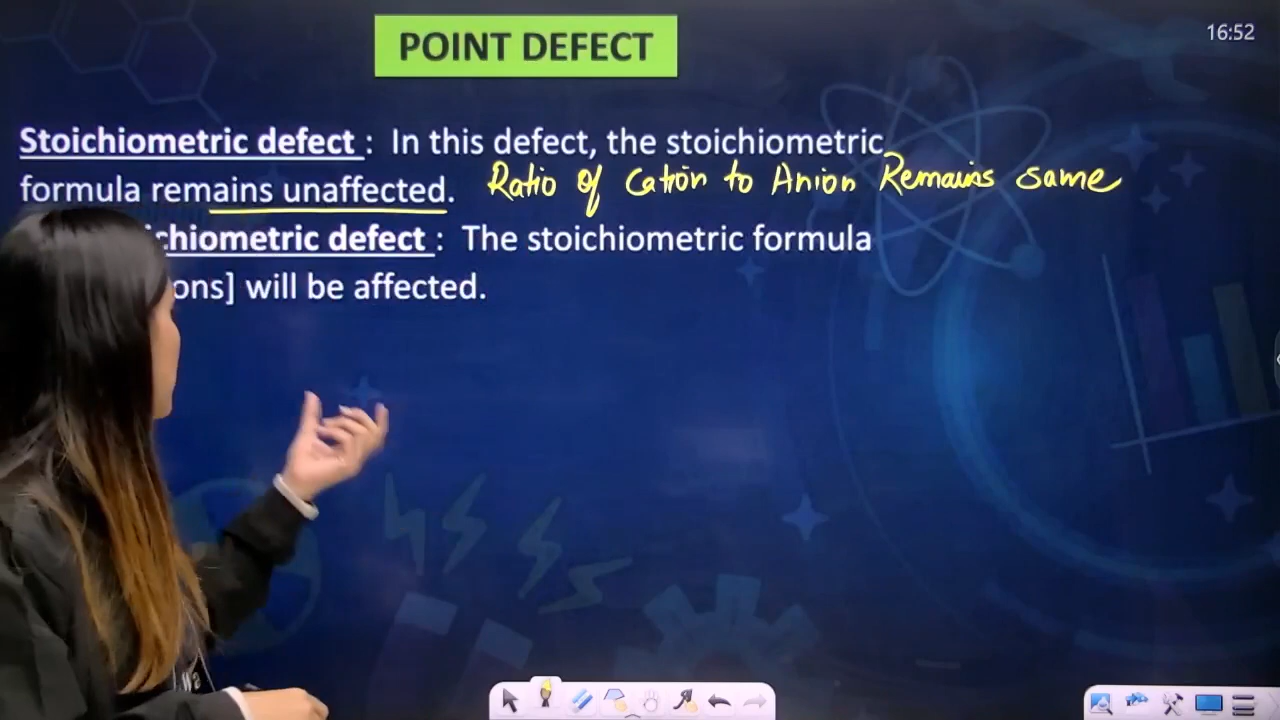 POINT DEFECT
16:52
Stoichiometric defect : In this defect, the stoichiometric
formula remains unaffected. Ratio of Cation to Anion Remains same
chiometric defect : The stoichiometric formula
ons] will be affected.